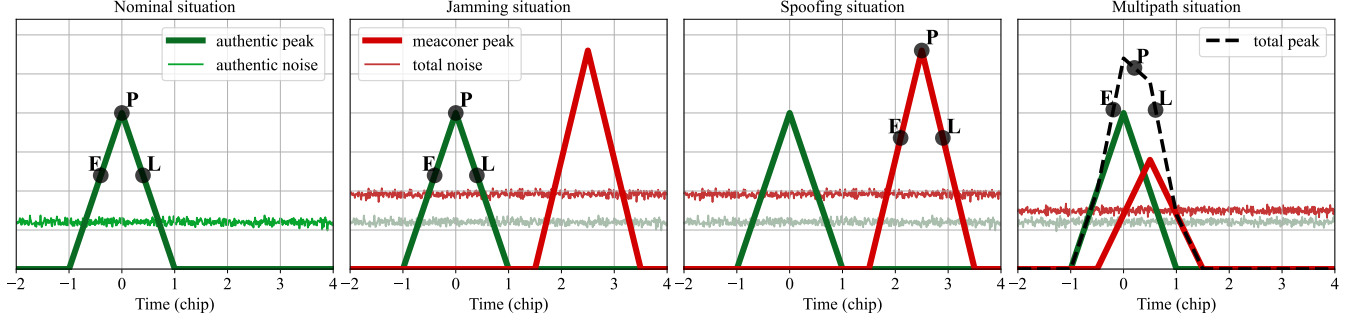 Nominal situation
authentic peak
authentic noise
P
E
L
−2 −1 0 1 2 3 4
Time (chip)
Jamming situation
meaconer peak
total noise
P
E
L
−2 −1 0 1 2 3 4
Time (chip)
Spoofing situation
P
E
L
−2 −1 0 1 2 3 4
Time (chip)
Multipath situation
total peak
P
E
L
−2 −1 0 1 2 3 4
Time (chip)